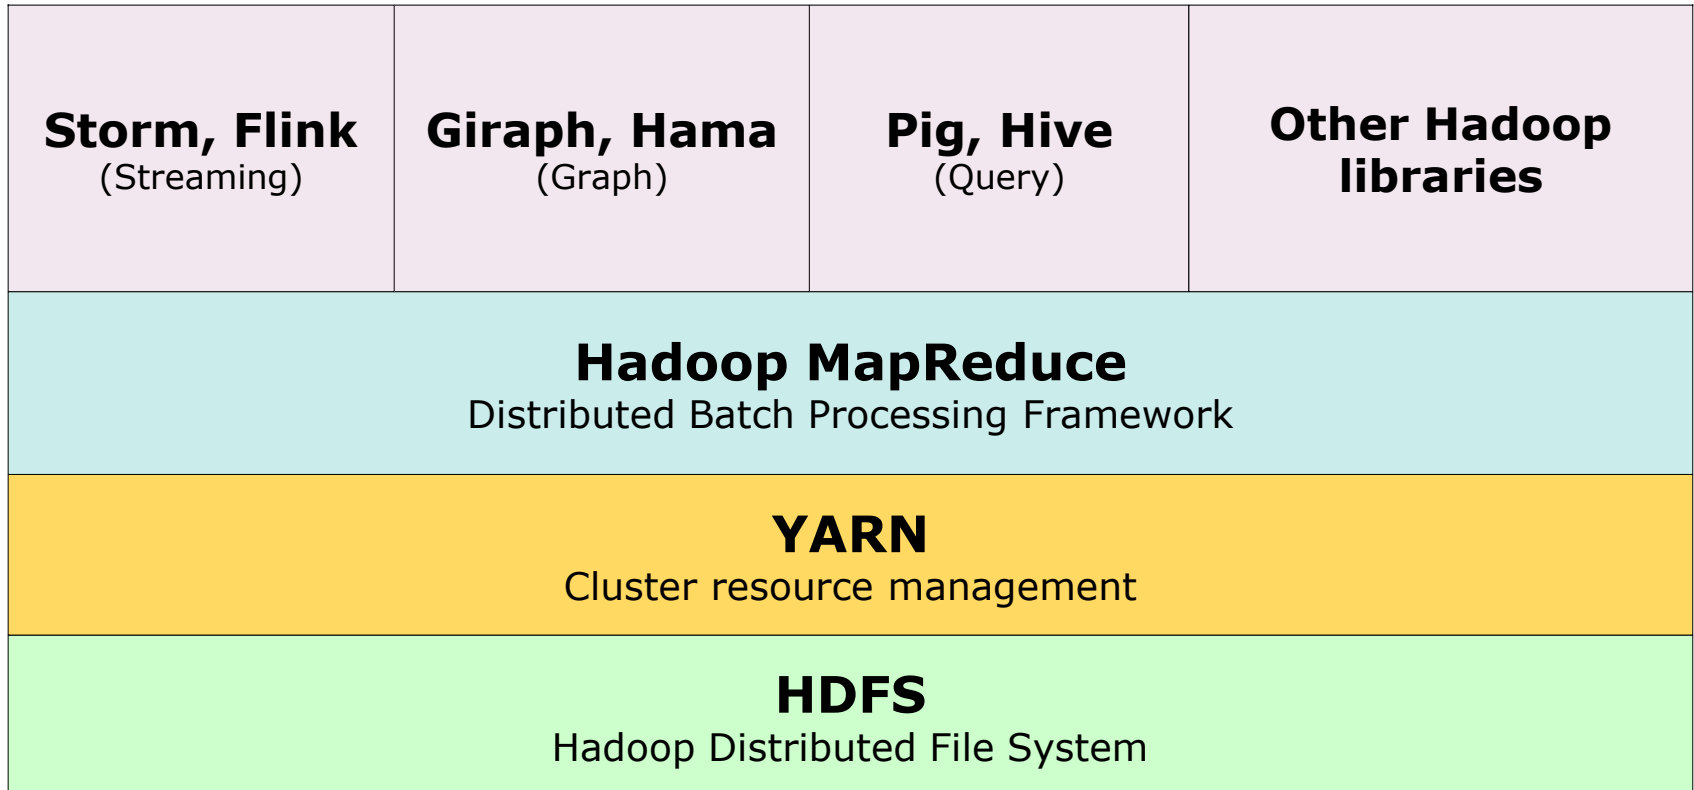 Storm, Flink
(Streaming)
Giraph, Hama
(Graph)
Pig, Hive
(Query)
Other Hadoop
libraries
Hadoop MapReduce
Distributed Batch Processing Framework
YARN
Cluster resource management
HDFS
Hadoop Distributed File System